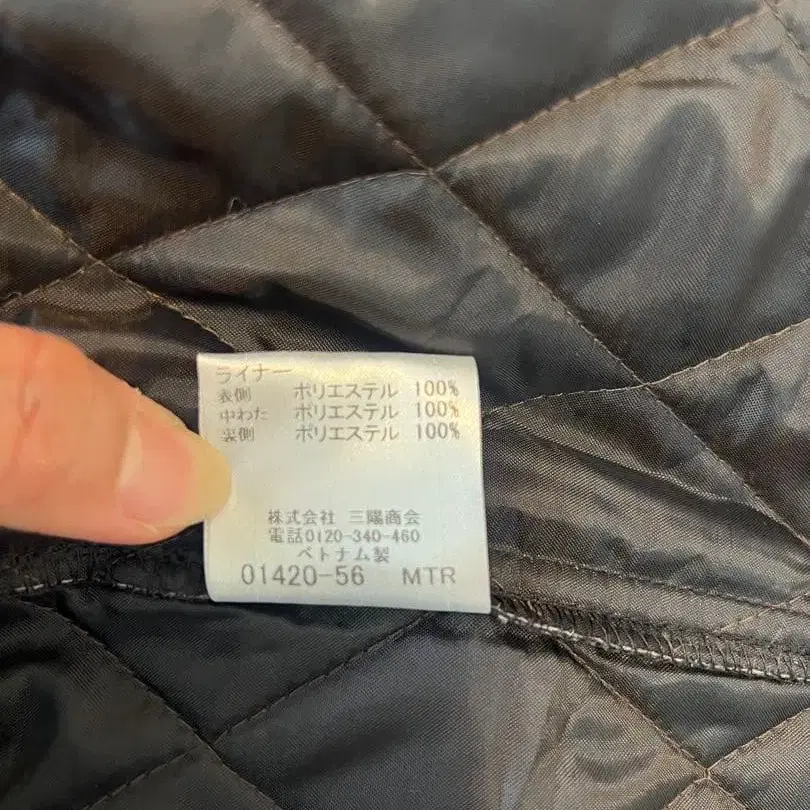 ライナー
表側 ポリエステル 100%
中わた ポリエステル 100%
裏側 ポリエステル 100%
株式会社 三陽商会
電話0120-340-460
ベトナム製
01420-56 MTR